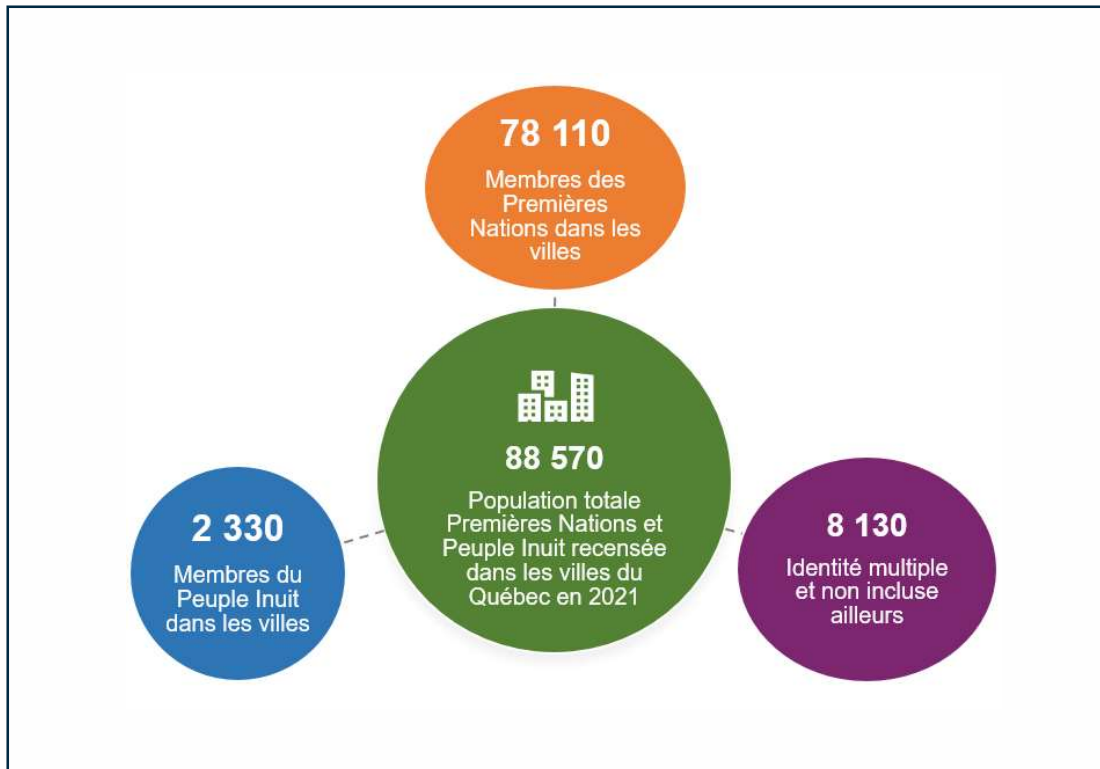 78 110
Membres des
Premières
Nations dans les
villes
88 570
Population totale
Premières Nations et
Peuple Inuit recensée
dans les villes du
Québec en 2021
2 330
Membres du
Peuple Inuit
dans les villes
8 130
Identité multiple
et non incluse
ailleurs